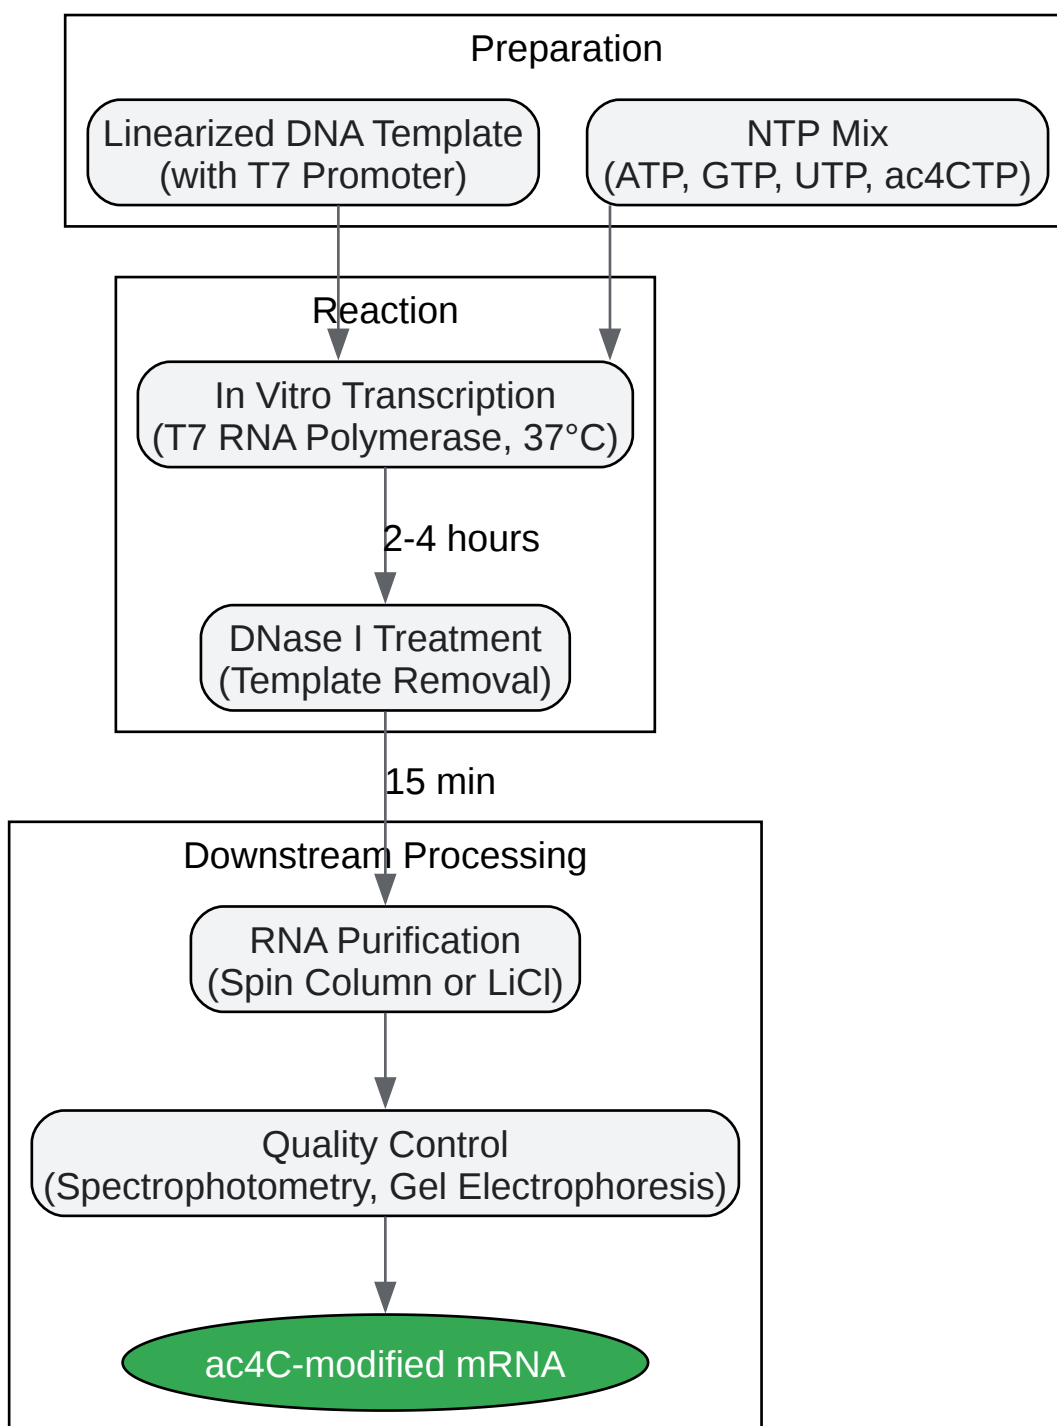 Preparation
Linearized DNA Template
(with T7 Promoter)
NTP Mix
(ATP, GTP, UTP, ac4CTP)
Reaction
In Vitro Transcription
(T7 RNA Polymerase, 37°C)
2-4 hours
DNase I Treatment
(Template Removal)
15 min
Downstream Processing
RNA Purification
(Spin Column or LiCl)
Quality Control
(Spectrophotometry, Gel Electrophoresis)
ac4C-modified mRNA